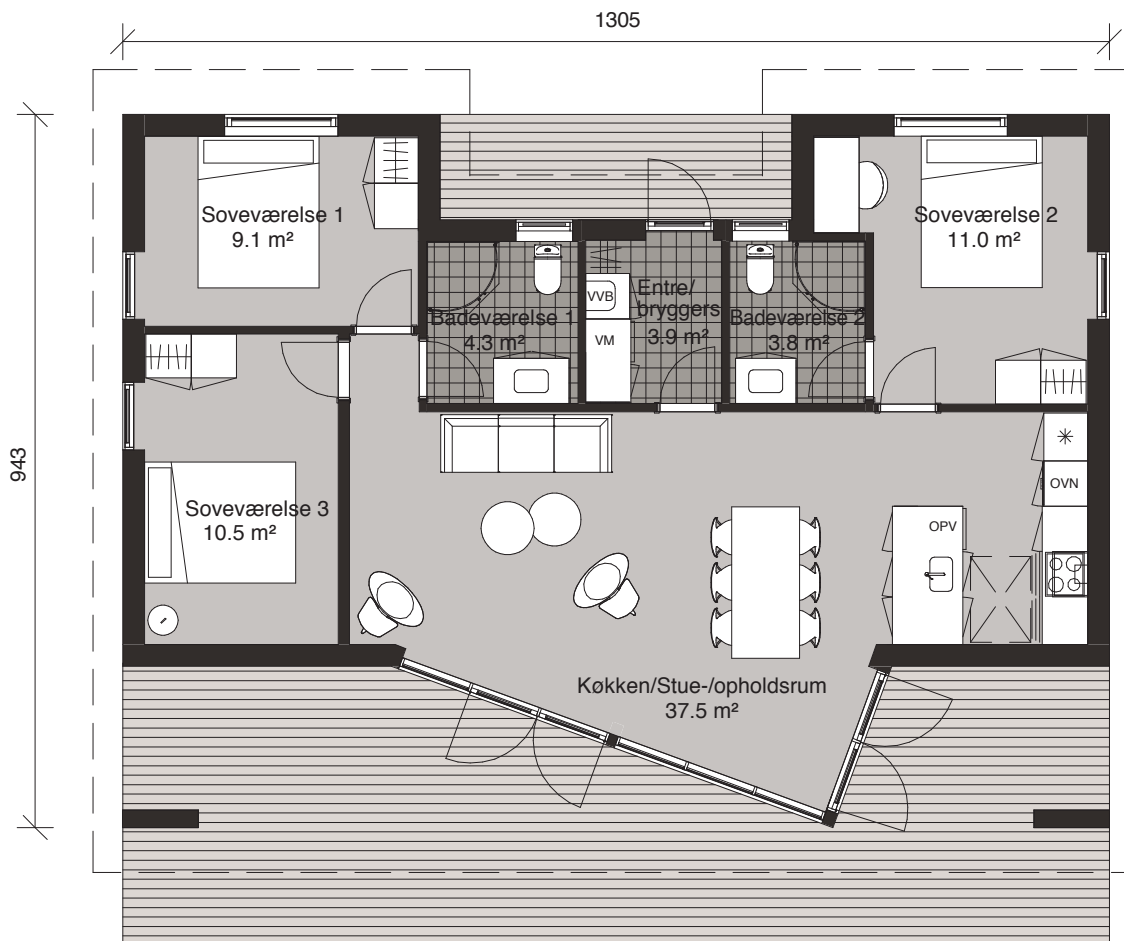 1305
943
Soveværelse 1
9.1 m²
Soveværelse 2
11.0 m²
VVB
Entre/
bryggers
3.9 m²
VM
Badeværelse 1
4.3 m²
Badeværelse 2
3.8 m²
Soveværelse 3
10.5 m²
OVN
OPV
Køkken/Stue-/opholdsrum
37.5 m²